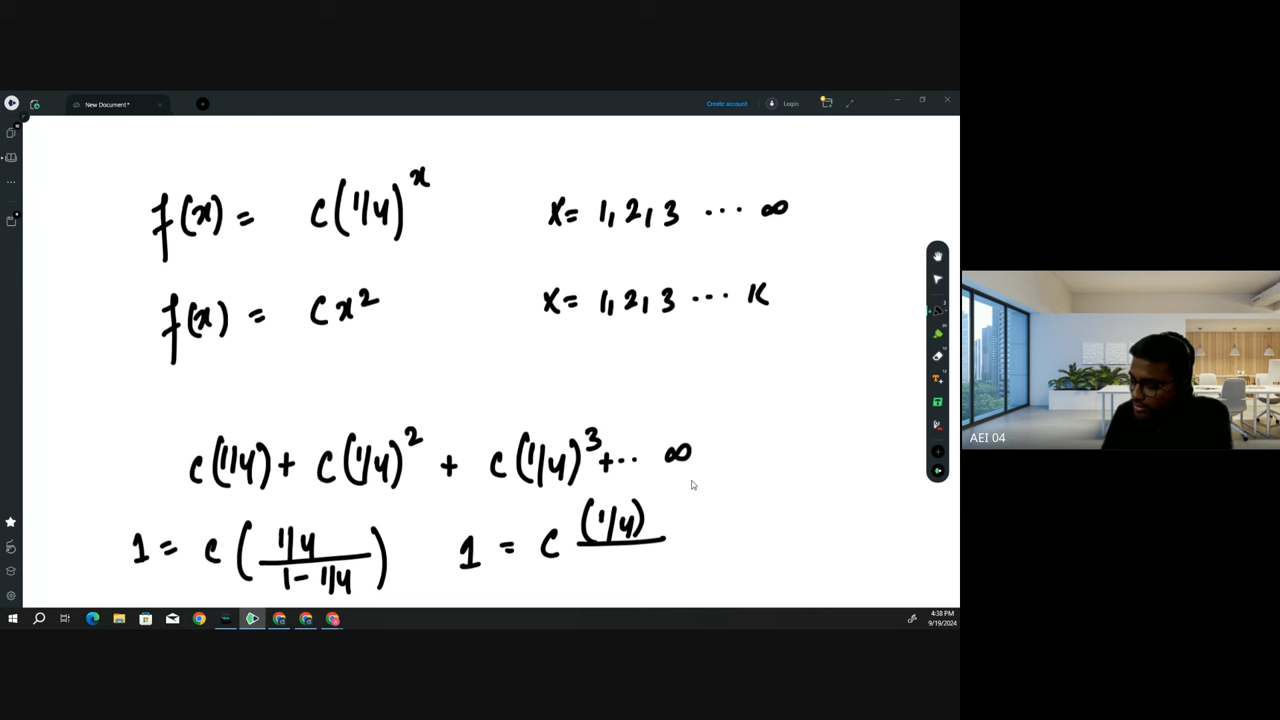 New Document*
Create account
Login
f(x) = c(1/4)^x x = 1, 2, 3 ... ∞
f(x) = cx^2 x = 1, 2, 3 ... K
c(1/4) + c(1/4)^2 + c(1/4)^3 + .. ∞
1 = c( 1/4 / 1 - 1/4 ) 1 = c (1/4)
AEI 04
4:38 PM
9/19/2024